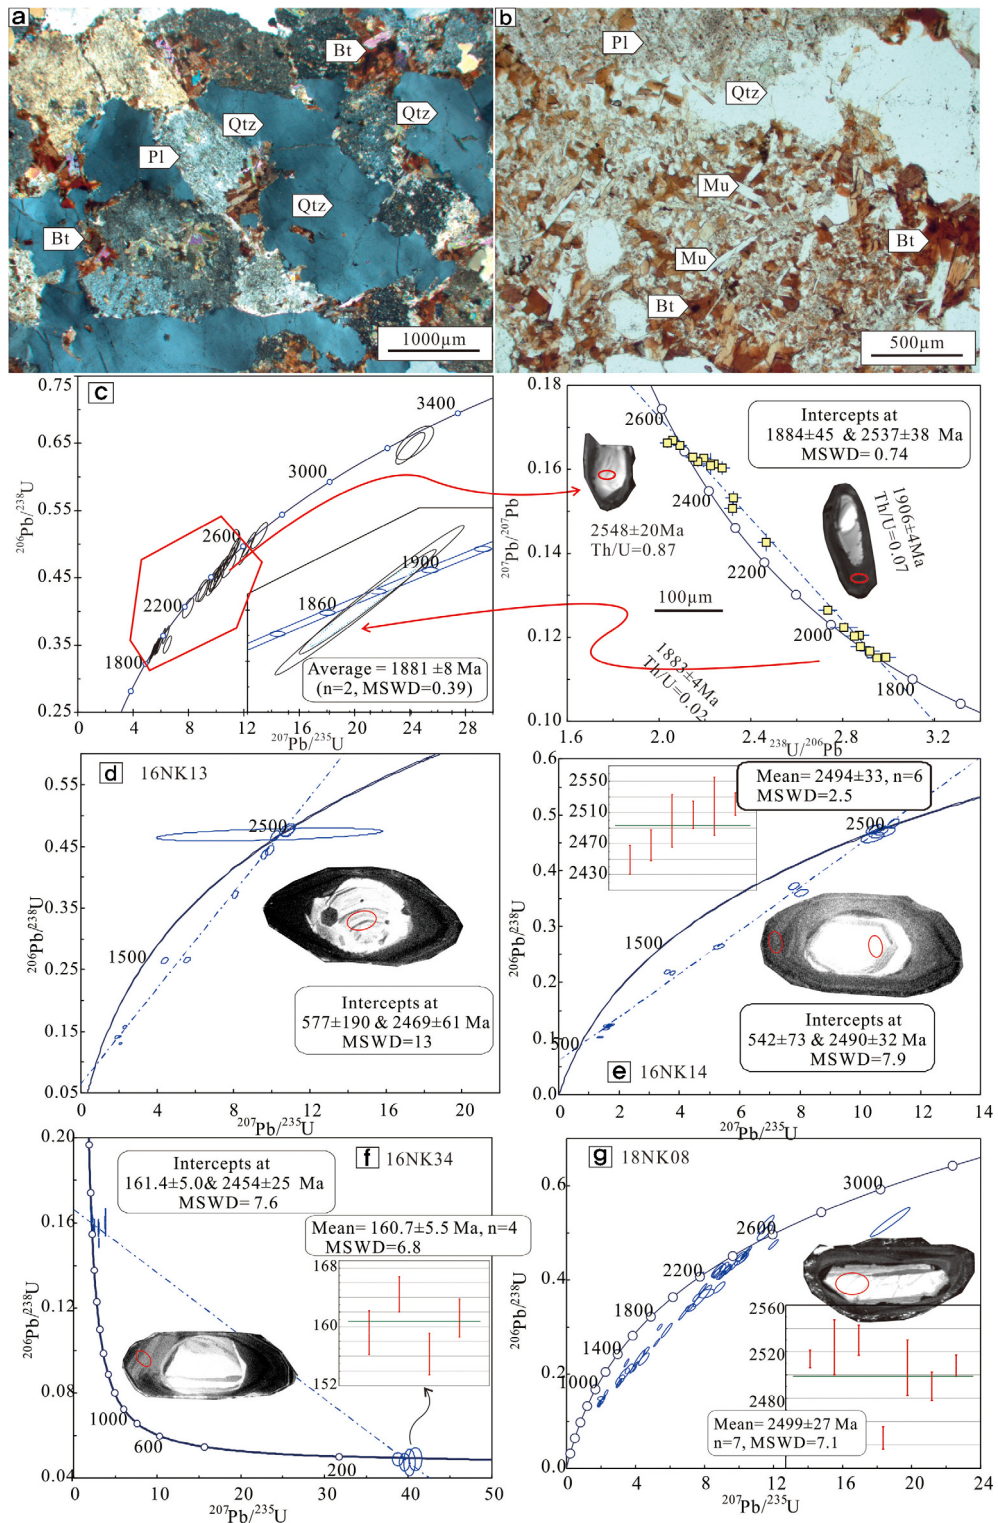 a
Bt
Qtz
Qtz
Pl
Qtz
Bt
1000µm
b
Pl
Qtz
Mu
Mu
Bt
Bt
500µm
c
0.75
0.65
0.55
0.45
0.35
0.25
206Pb/238U
3400
3000
2600
2200
1800
1900
1860
Average = 1881 ±8 Ma
(n=2, MSWD=0.39)
0 4 8 12 16 20 24 28
207Pb/235U
0.18
0.16
0.14
0.12
0.10
207Pb/207Pb
2600
2400
2200
2000
1800
Intercepts at
1884±45 & 2537±38 Ma
MSWD= 0.74
2548±20Ma
Th/U=0.87
1906±4Ma
Th/U=0.07
100µm
1883±4Ma
Th/U=0.02
1.6 2.0 2.4 2.8 3.2
238U/206Pb
d 16NK13
0.55
0.45
0.35
0.25
0.15
0.05
206Pb/238U
2500
1500
Intercepts at
577±190 & 2469±61 Ma
MSWD=13
0 4 8 12 16 20
207Pb/235U
0.6
0.5
0.4
0.3
0.2
0.1
0.0
206Pb/238U
2550
2510
2470
2430
Mean= 2494±33, n=6
MSWD=2.5
2500
1500
500
Intercepts at
542±73 & 2490±32 Ma
MSWD=7.9
e 16NK14
0 2 4 6 8 10 12 14
207Pb/235U
0.20
0.16
0.12
0.08
0.04
206Pb/238U
Intercepts at
161.4±5.0& 2454±25 Ma
MSWD= 7.6
f 16NK34
Mean= 160.7±5.5 Ma, n=4
MSWD=6.8
168
160
152
1000
600
200
0 10 20 30 40 50
207Pb/235U
g 18NK08
0.6
0.4
0.2
0.0
206Pb/238U
3000
2600
2200
1800
1400
1000
2560
2520
2480
Mean= 2499±27 Ma
n=7, MSWD=7.1
0 4 8 12 16 20 24
207Pb/235U